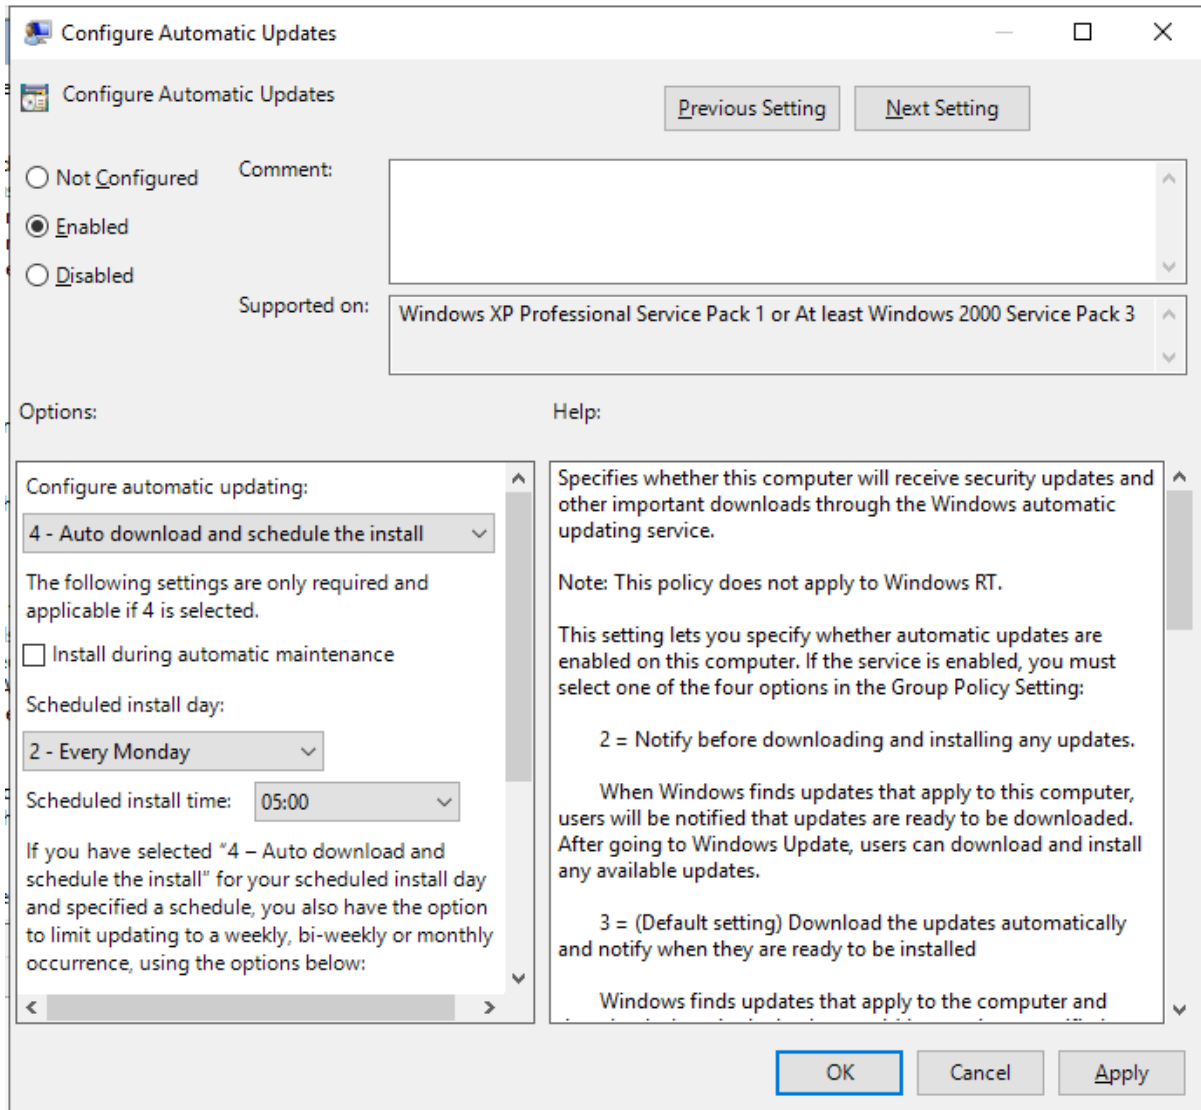 Configure Automatic Updates
Configure Automatic Updates
Previous Setting
Next Setting
Not Configured
Comment:
Enabled
Disabled
Supported on:
Windows XP Professional Service Pack 1 or At least Windows 2000 Service Pack 3
Options:
Help:
Configure automatic updating:
4 - Auto download and schedule the install
The following settings are only required and
applicable if 4 is selected.
Install during automatic maintenance
Scheduled install day:
2 - Every Monday
Scheduled install time:
05:00
If you have selected “4 – Auto download and
schedule the install” for your scheduled install day
and specified a schedule, you also have the option
to limit updating to a weekly, bi-weekly or monthly
occurrence, using the options below:
Specifies whether this computer will receive security updates and
other important downloads through the Windows automatic
updating service.
Note: This policy does not apply to Windows RT.
This setting lets you specify whether automatic updates are
enabled on this computer. If the service is enabled, you must
select one of the four options in the Group Policy Setting:
2 = Notify before downloading and installing any updates.
When Windows finds updates that apply to this computer,
users will be notified that updates are ready to be downloaded.
After going to Windows Update, users can download and install
any available updates.
3 = (Default setting) Download the updates automatically
and notify when they are ready to be installed
Windows finds updates that apply to the computer and
OK
Cancel
Apply